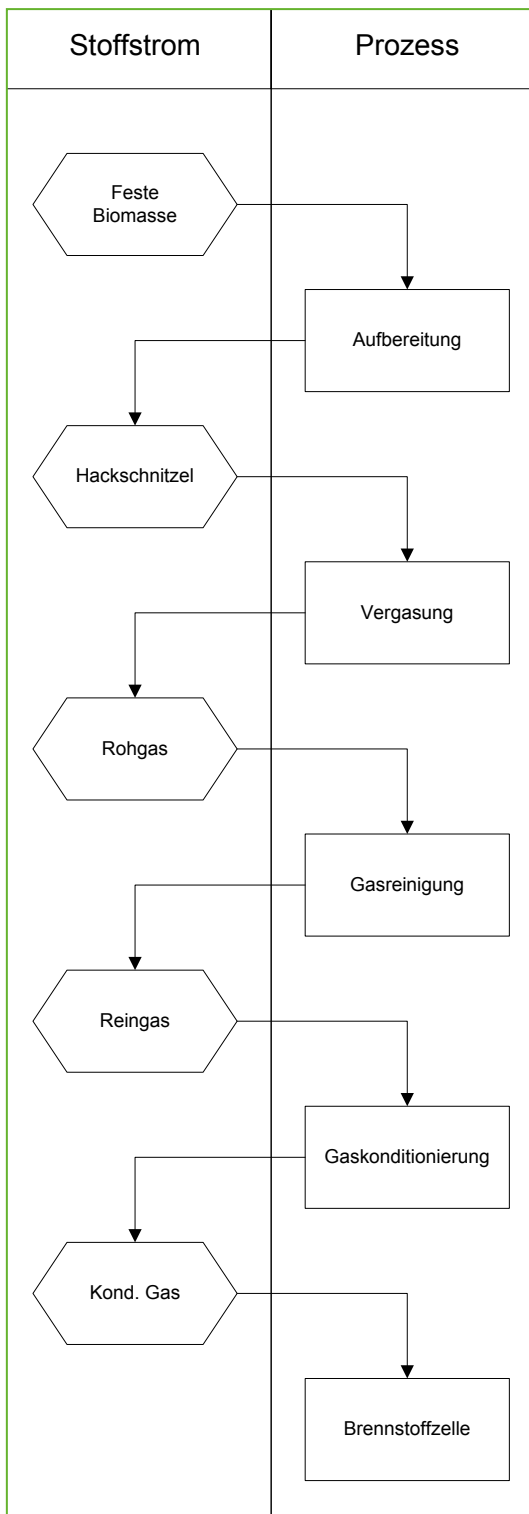 Stoffstrom
Prozess
Feste
Biomasse
Aufbereitung
Hackschnitzel
Vergasung
Rohgas
Gasreinigung
Reingas
Gaskonditionierung
Kond. Gas
Brennstoffzelle